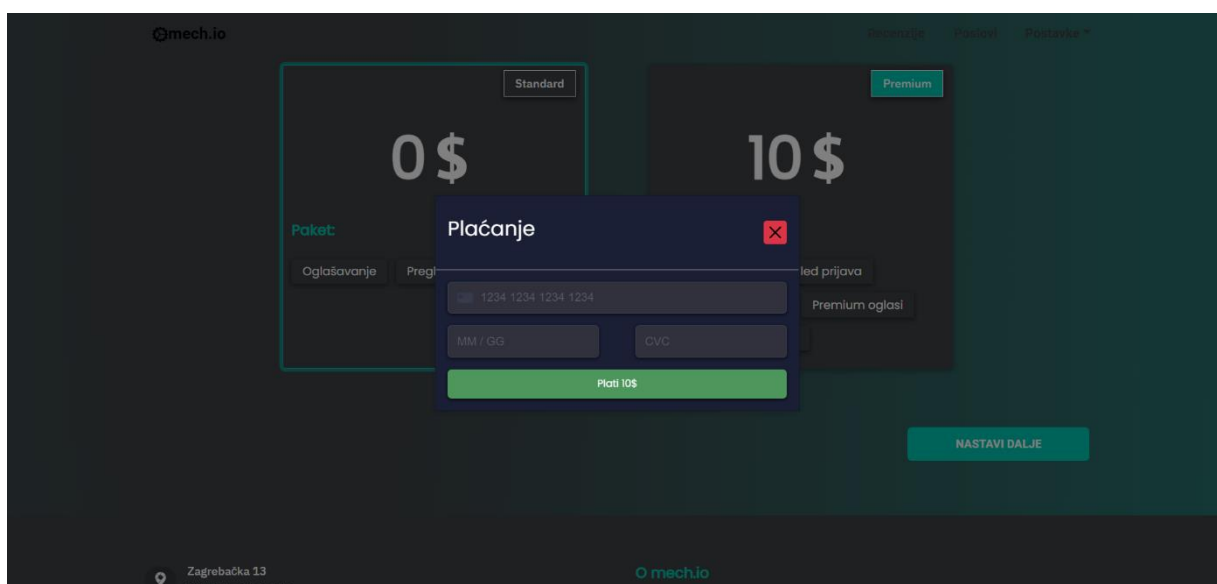 mech.io
Recenzije Poslovi Postavke
Standard
Premium
0 $
10 $
Plaćanje
Paket:
Oglašavanje Pregl
led prijava
1234 1234 1234 1234
Premium oglasi
MM / GG CVC
Plati 10$
NASTAVI DALJE
Zagrebačka 13
O mech.io